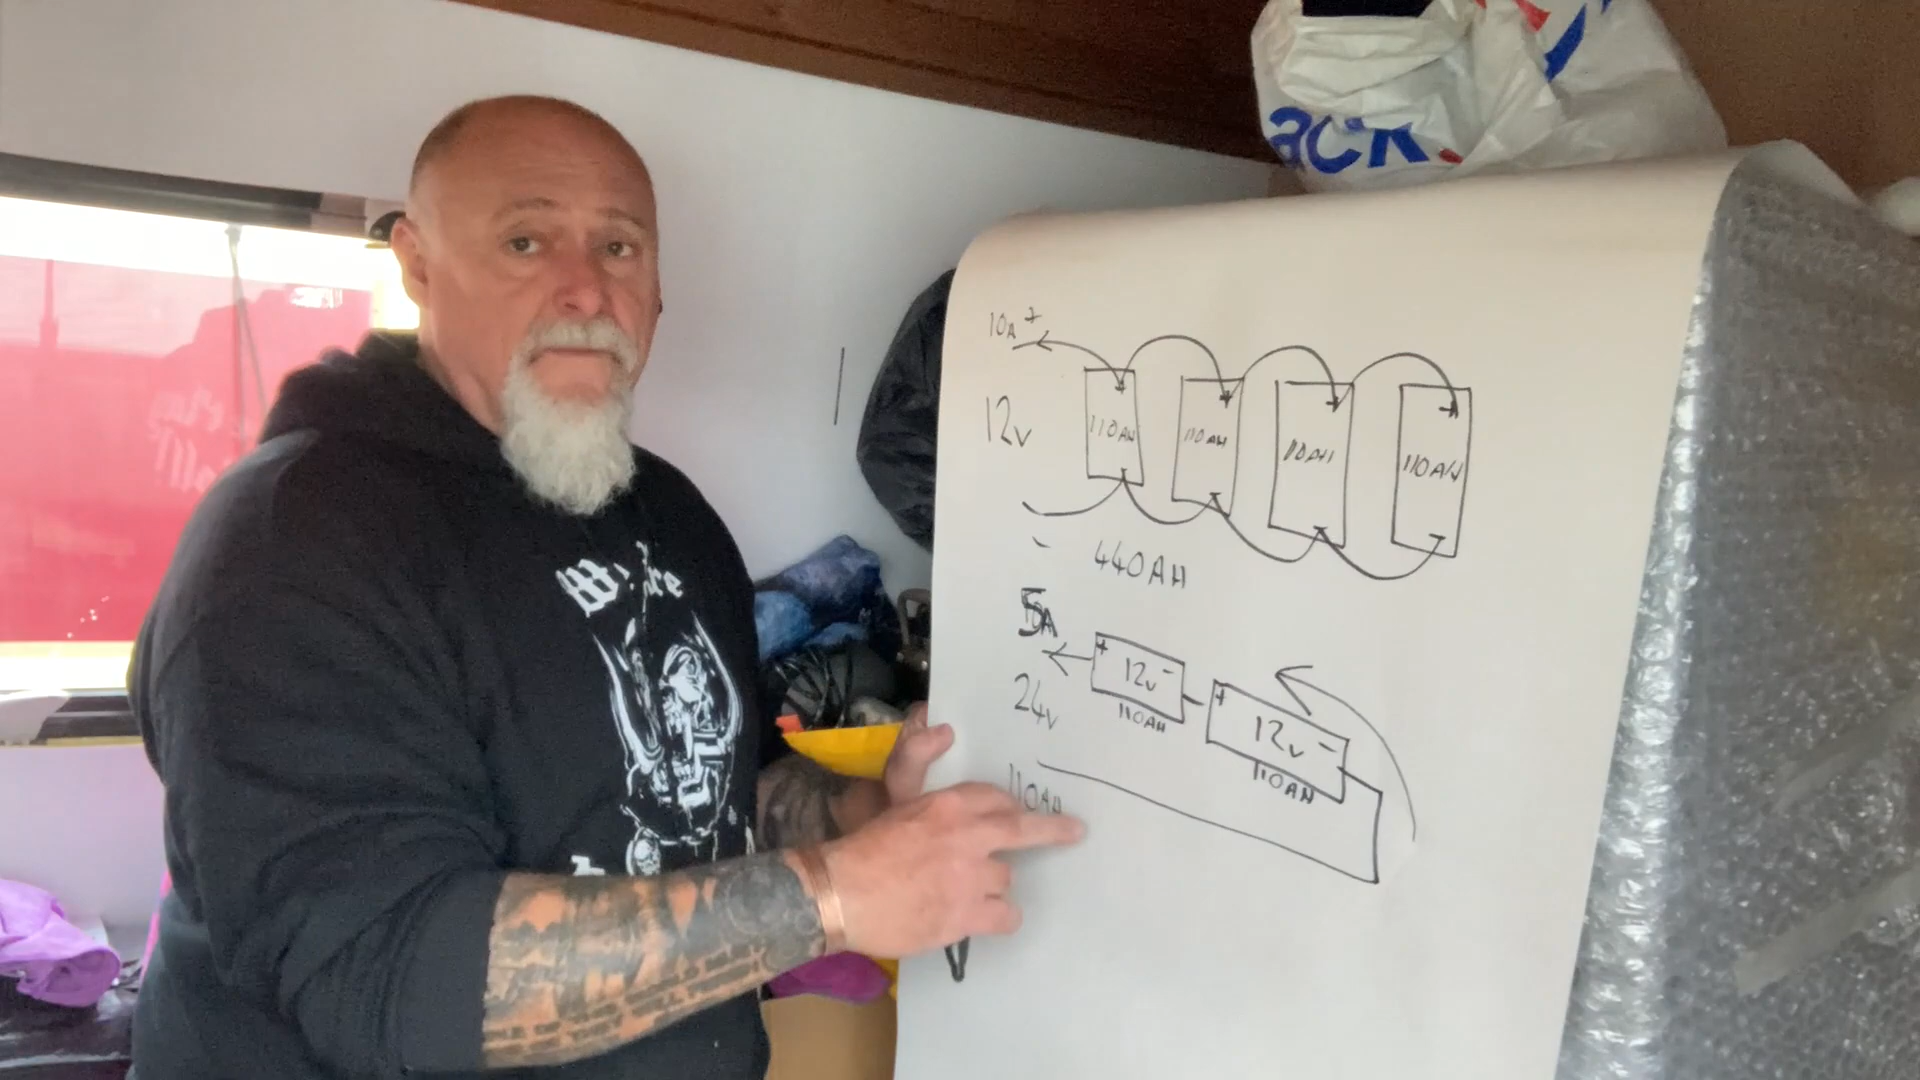 ack.
10A +
12v
110AH 110AH 110AH 110AH
-
440AH
5A
+ 12v -
110AH
+ 12v -
110AH
24v
110AH